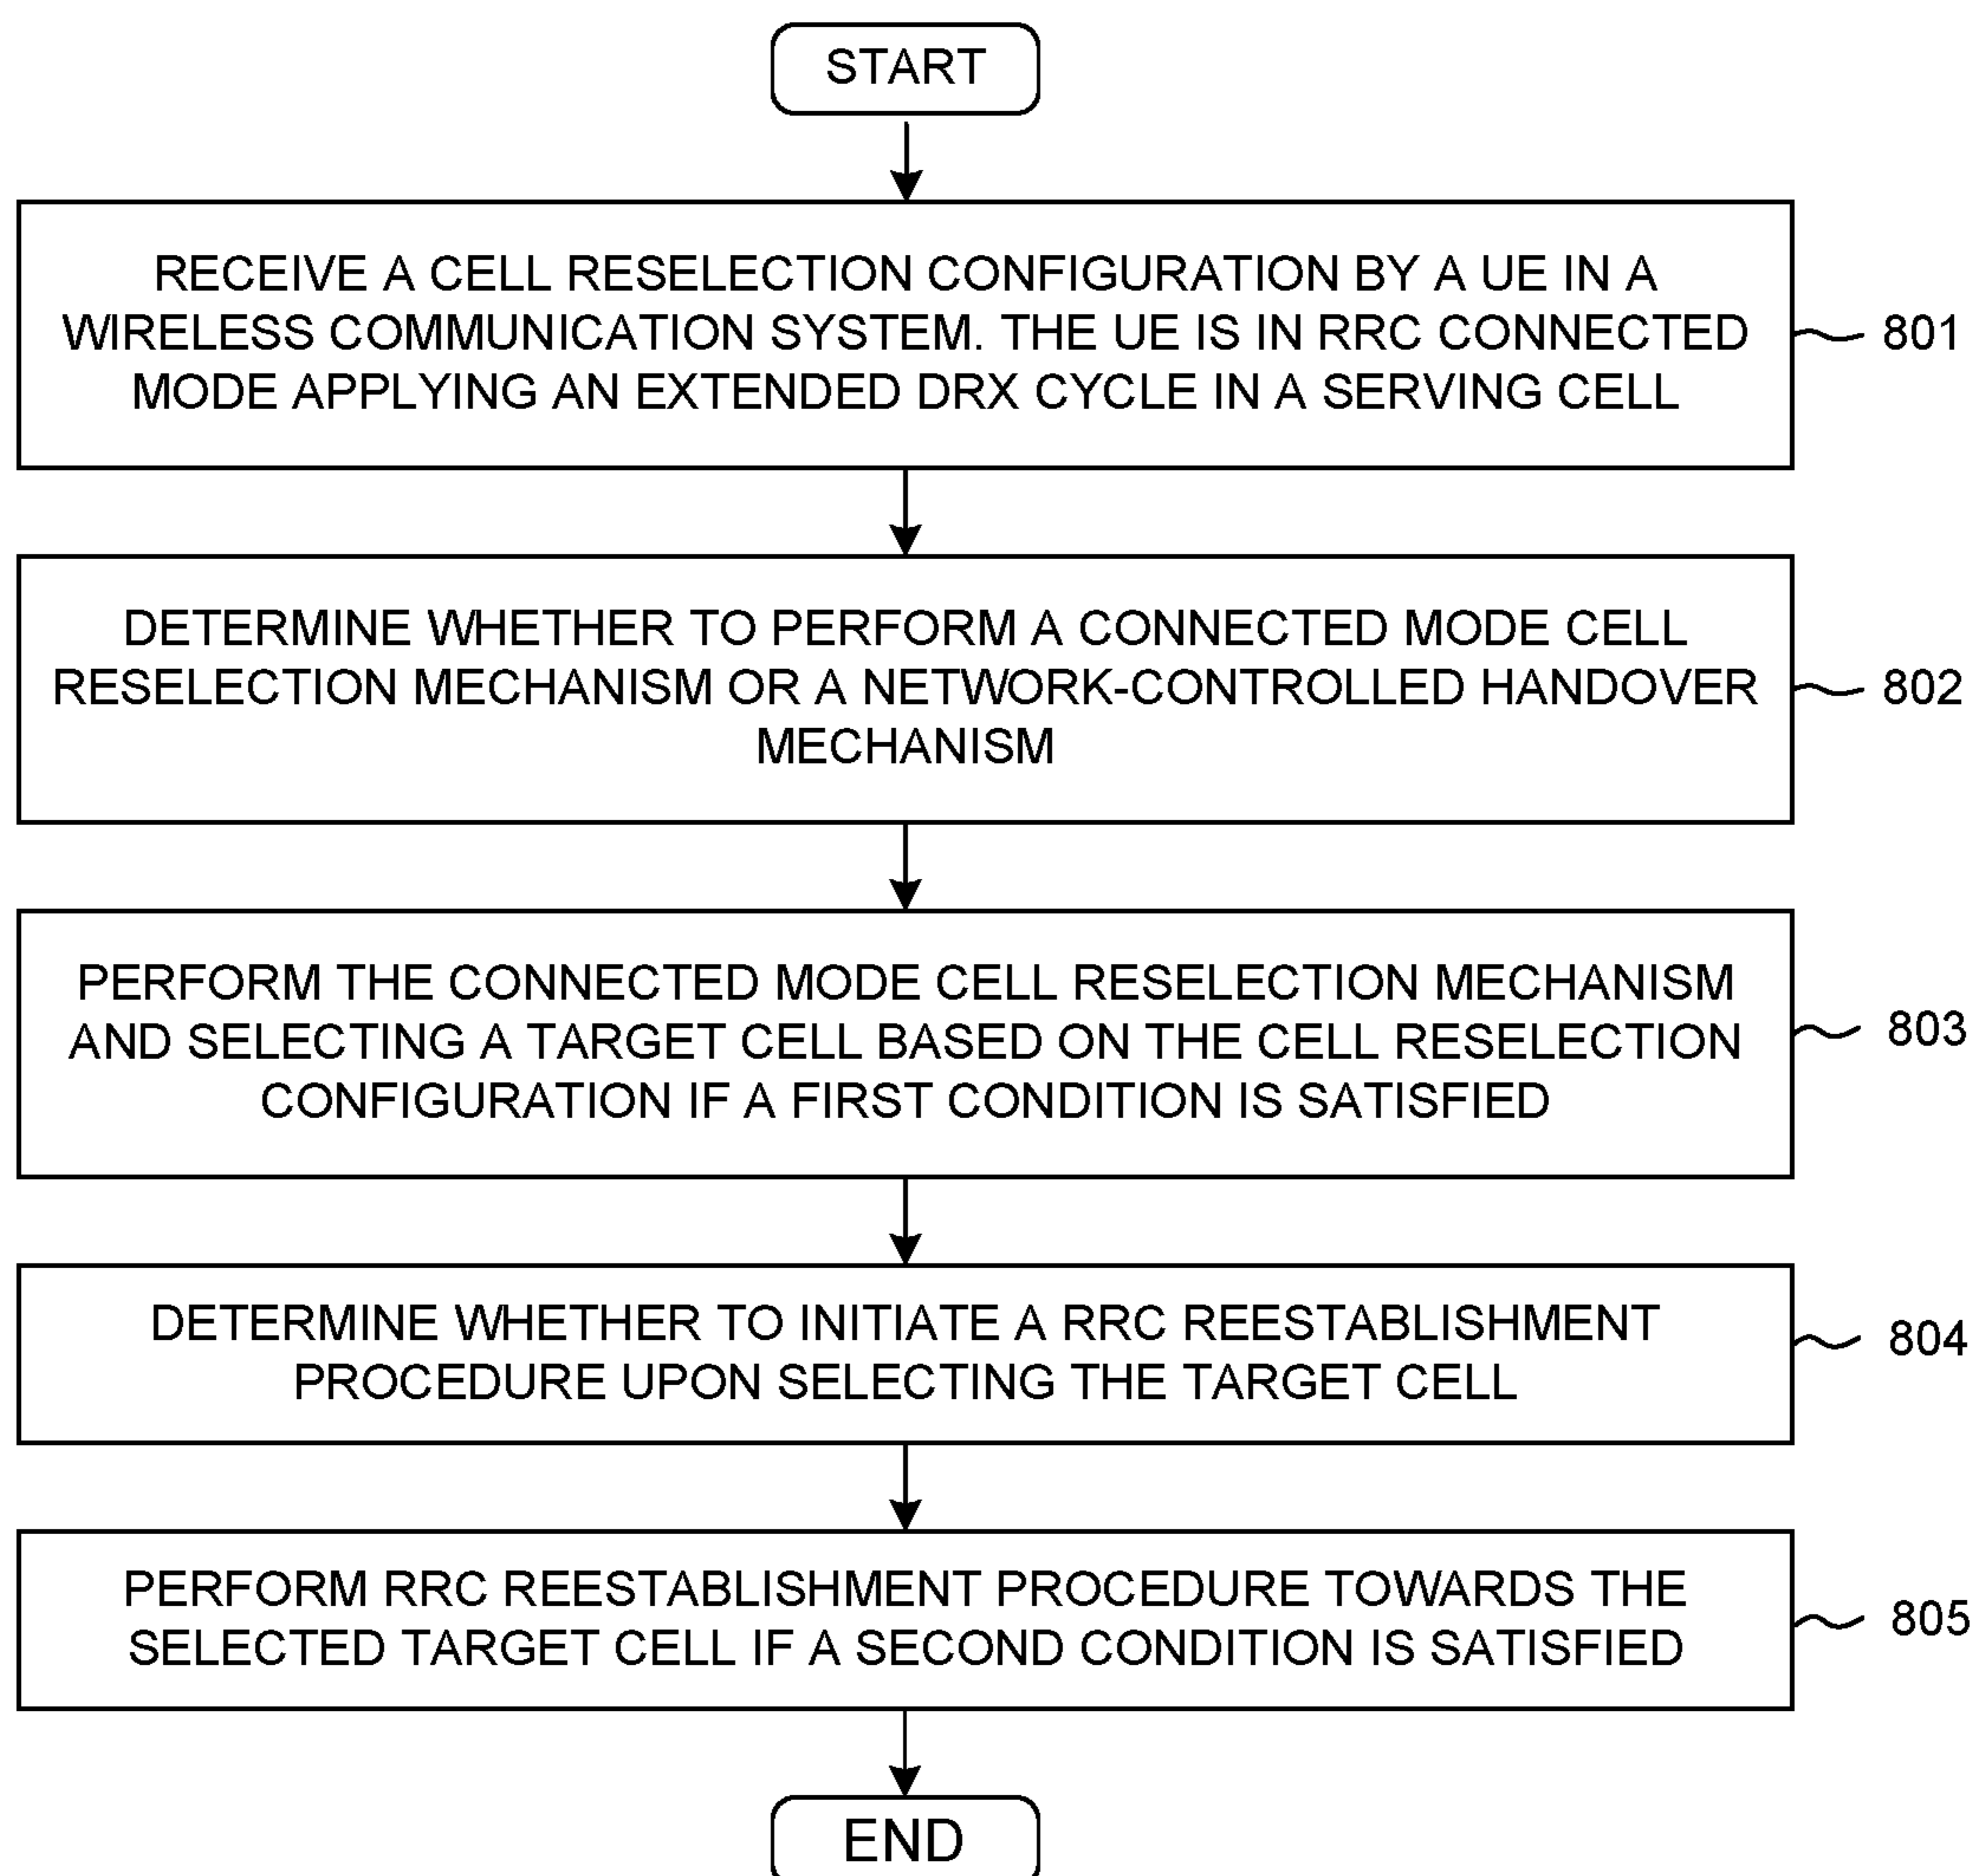 START
RECEIVE A CELL RESELECTION CONFIGURATION BY A UE IN A
WIRELESS COMMUNICATION SYSTEM. THE UE IS IN RRC CONNECTED
MODE APPLYING AN EXTENDED DRX CYCLE IN A SERVING CELL
801
DETERMINE WHETHER TO PERFORM A CONNECTED MODE CELL
RESELECTION MECHANISM OR A NETWORK-CONTROLLED HANDOVER
MECHANISM
802
PERFORM THE CONNECTED MODE CELL RESELECTION MECHANISM
AND SELECTING A TARGET CELL BASED ON THE CELL RESELECTION
CONFIGURATION IF A FIRST CONDITION IS SATISFIED
803
DETERMINE WHETHER TO INITIATE A RRC REESTABLISHMENT
PROCEDURE UPON SELECTING THE TARGET CELL
804
PERFORM RRC REESTABLISHMENT PROCEDURE TOWARDS THE
SELECTED TARGET CELL IF A SECOND CONDITION IS SATISFIED
805
END